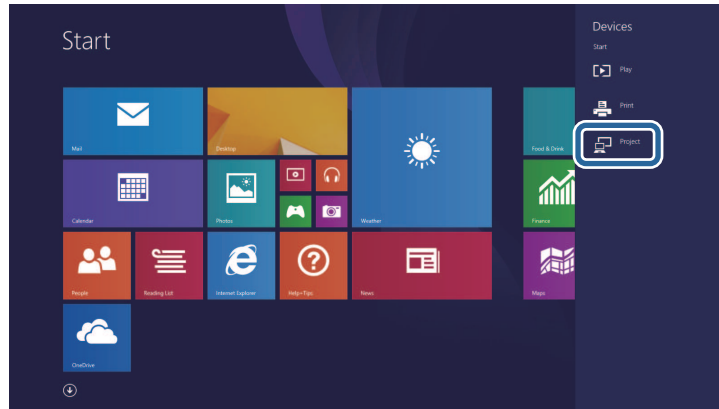 Start
Devices
Start
Play
Print
Project
Mail
Desktop
Weather
Food & Drink
Calendar
Photos
Finance
People
Reading List
Internet Explorer
Help+Tips
News
Maps
OneDrive